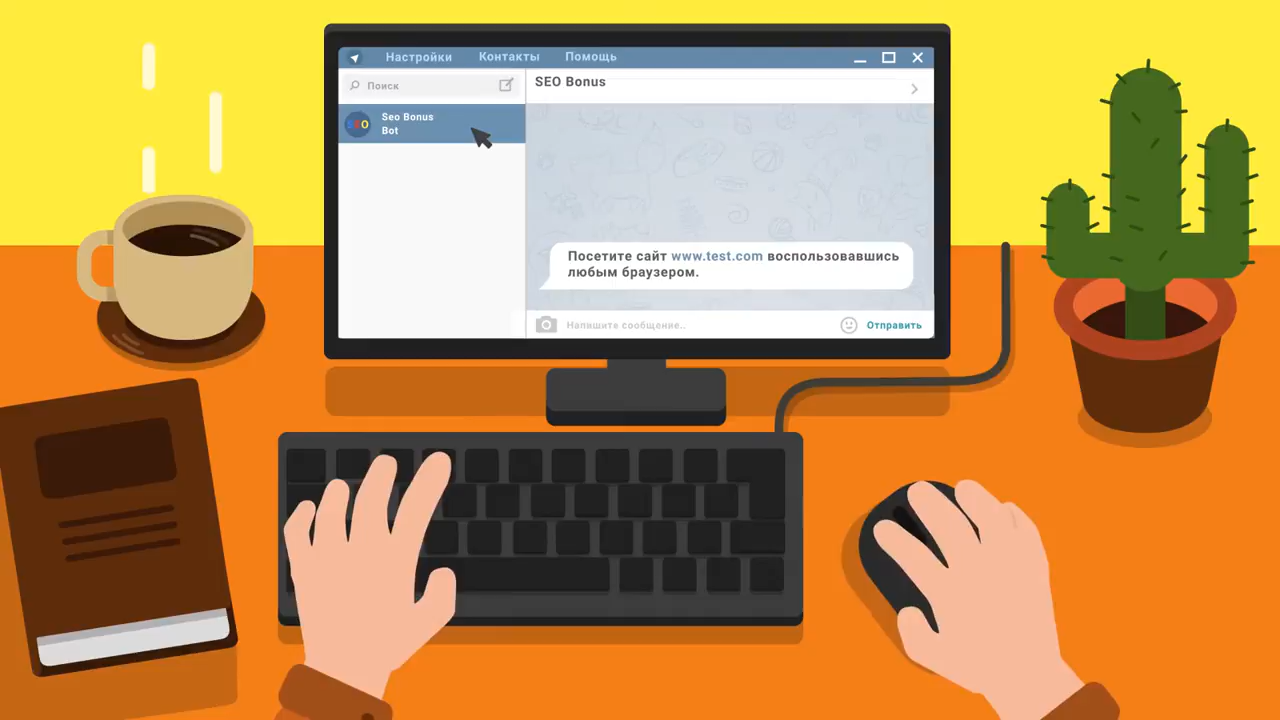 Настройки Контакты Помощь
Поиск
SEO Bonus
SEO
Seo Bonus
Bot
Посетите сайт www.test.com воспользовавшись
любым браузером.
Напишите сообщение..
Отправить